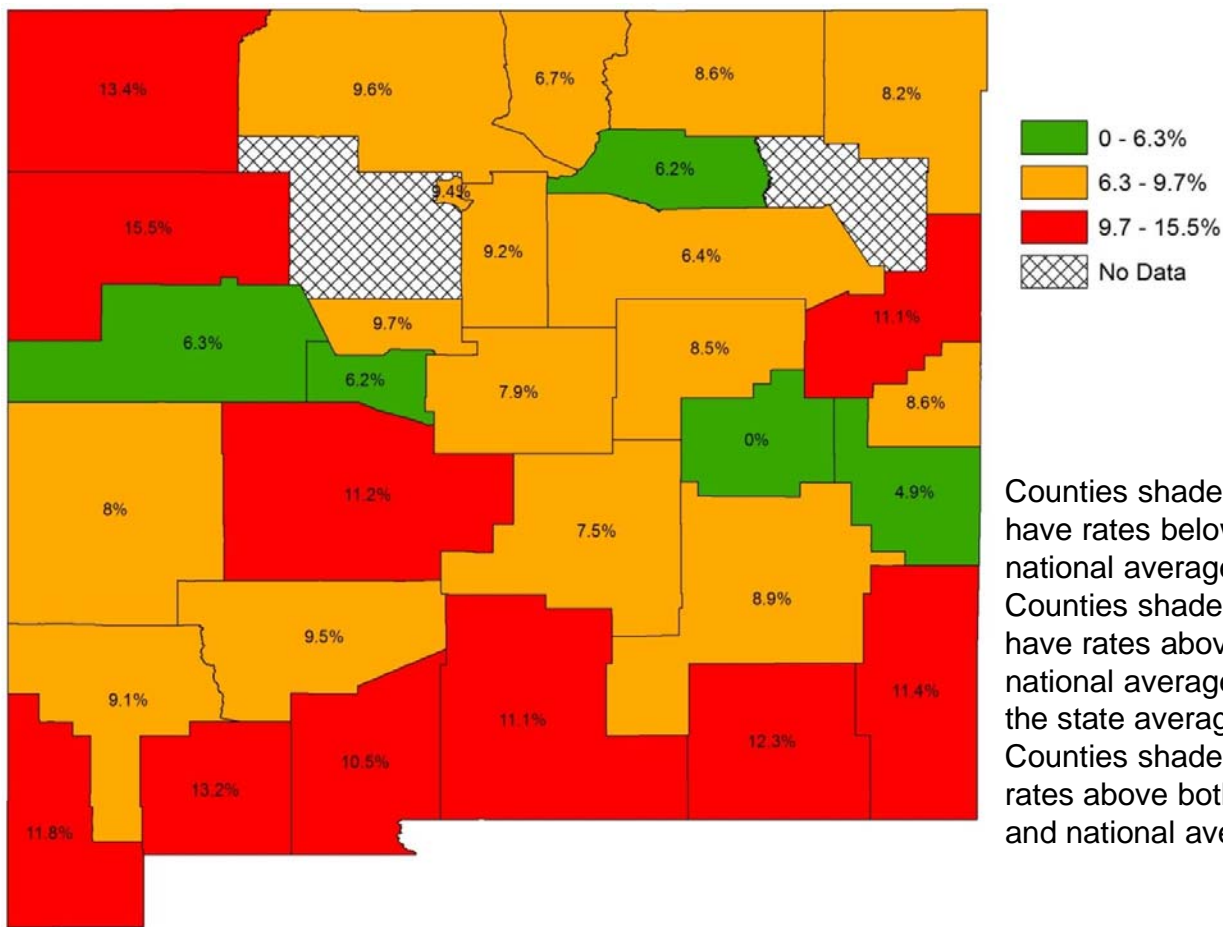 13.4%
9.6%
6.7%
8.6%
8.2%
6.2%
9.4%
15.5%
9.2%
6.4%
9.7%
6.3%
8.5%
11.1%
6.2%
7.9%
8.6%
0%
4.9%
8%
11.2%
7.5%
8.9%
9.5%
9.1%
11.1%
11.4%
12.3%
10.5%
13.2%
11.8%
0 - 6.3%
6.3 - 9.7%
9.7 - 15.5%
No Data
Counties shade
have rates below
national average
Counties shade
have rates abov
national average
the state averag
Counties shade
rates above both
and national ave